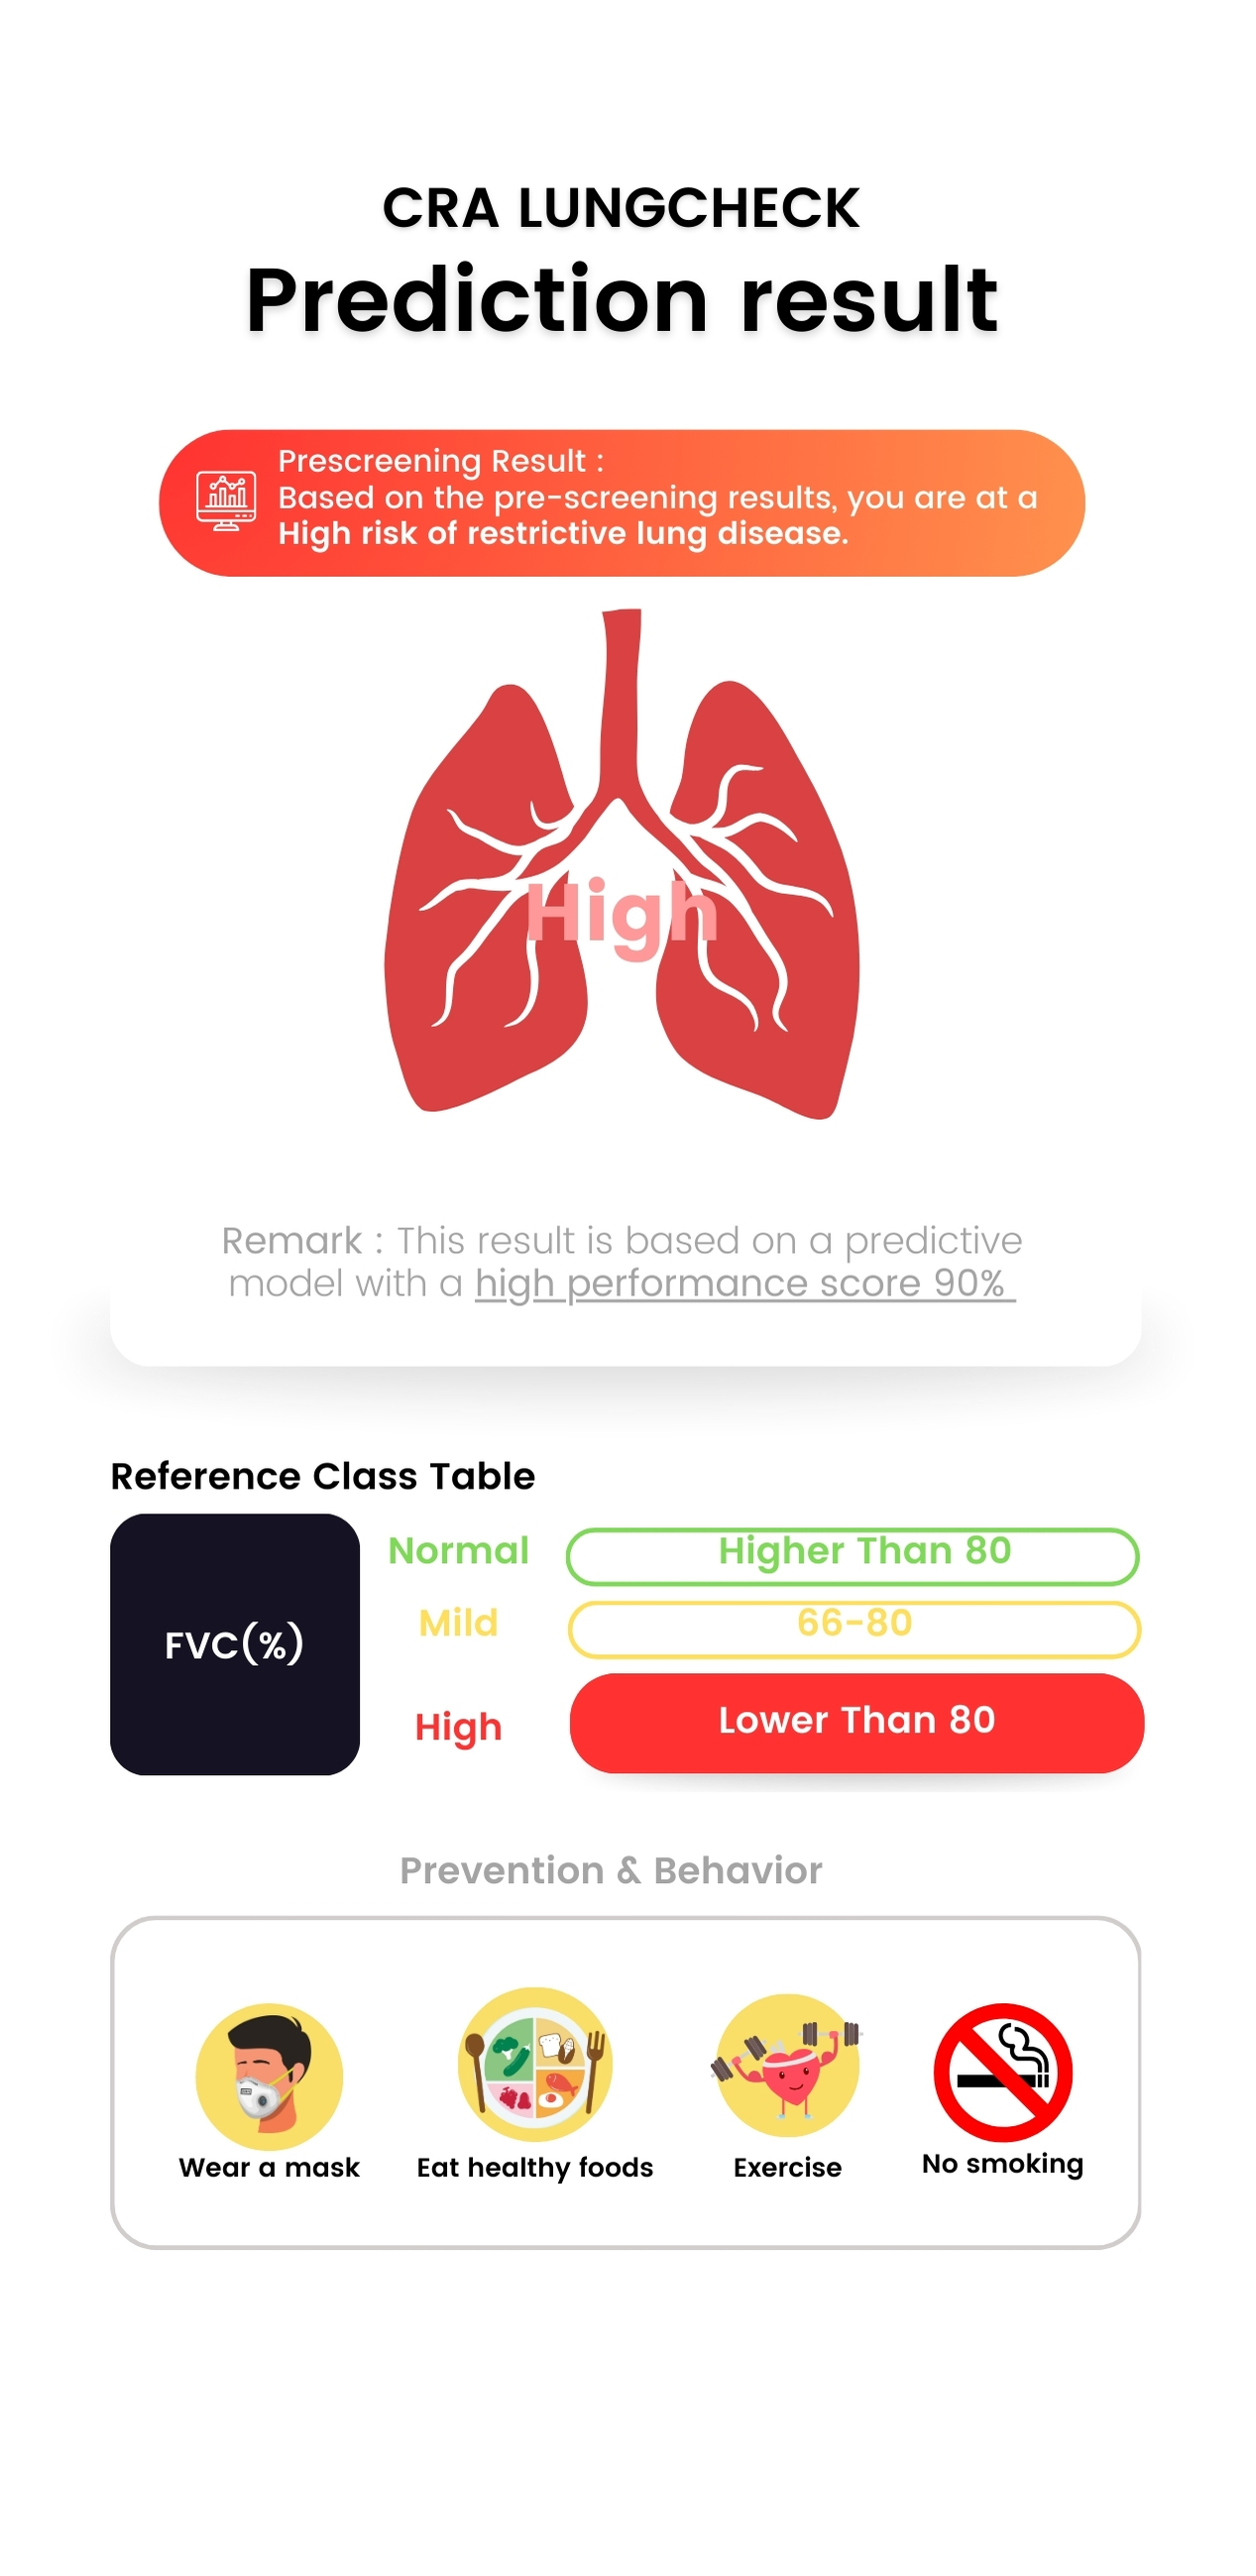 CRA LUNGCHECK
Prediction result
Prescreening Result :
Based on the pre-screening results, you are at a
High risk of restrictive lung disease.
High
Remark : This result is based on a predictive
model with a high performance score 90%
Reference Class Table
FVC(%)
Normal
Higher Than 80
Mild
66-80
High
Lower Than 80
Prevention & Behavior
Wear a mask
Eat healthy foods
Exercise
No smoking